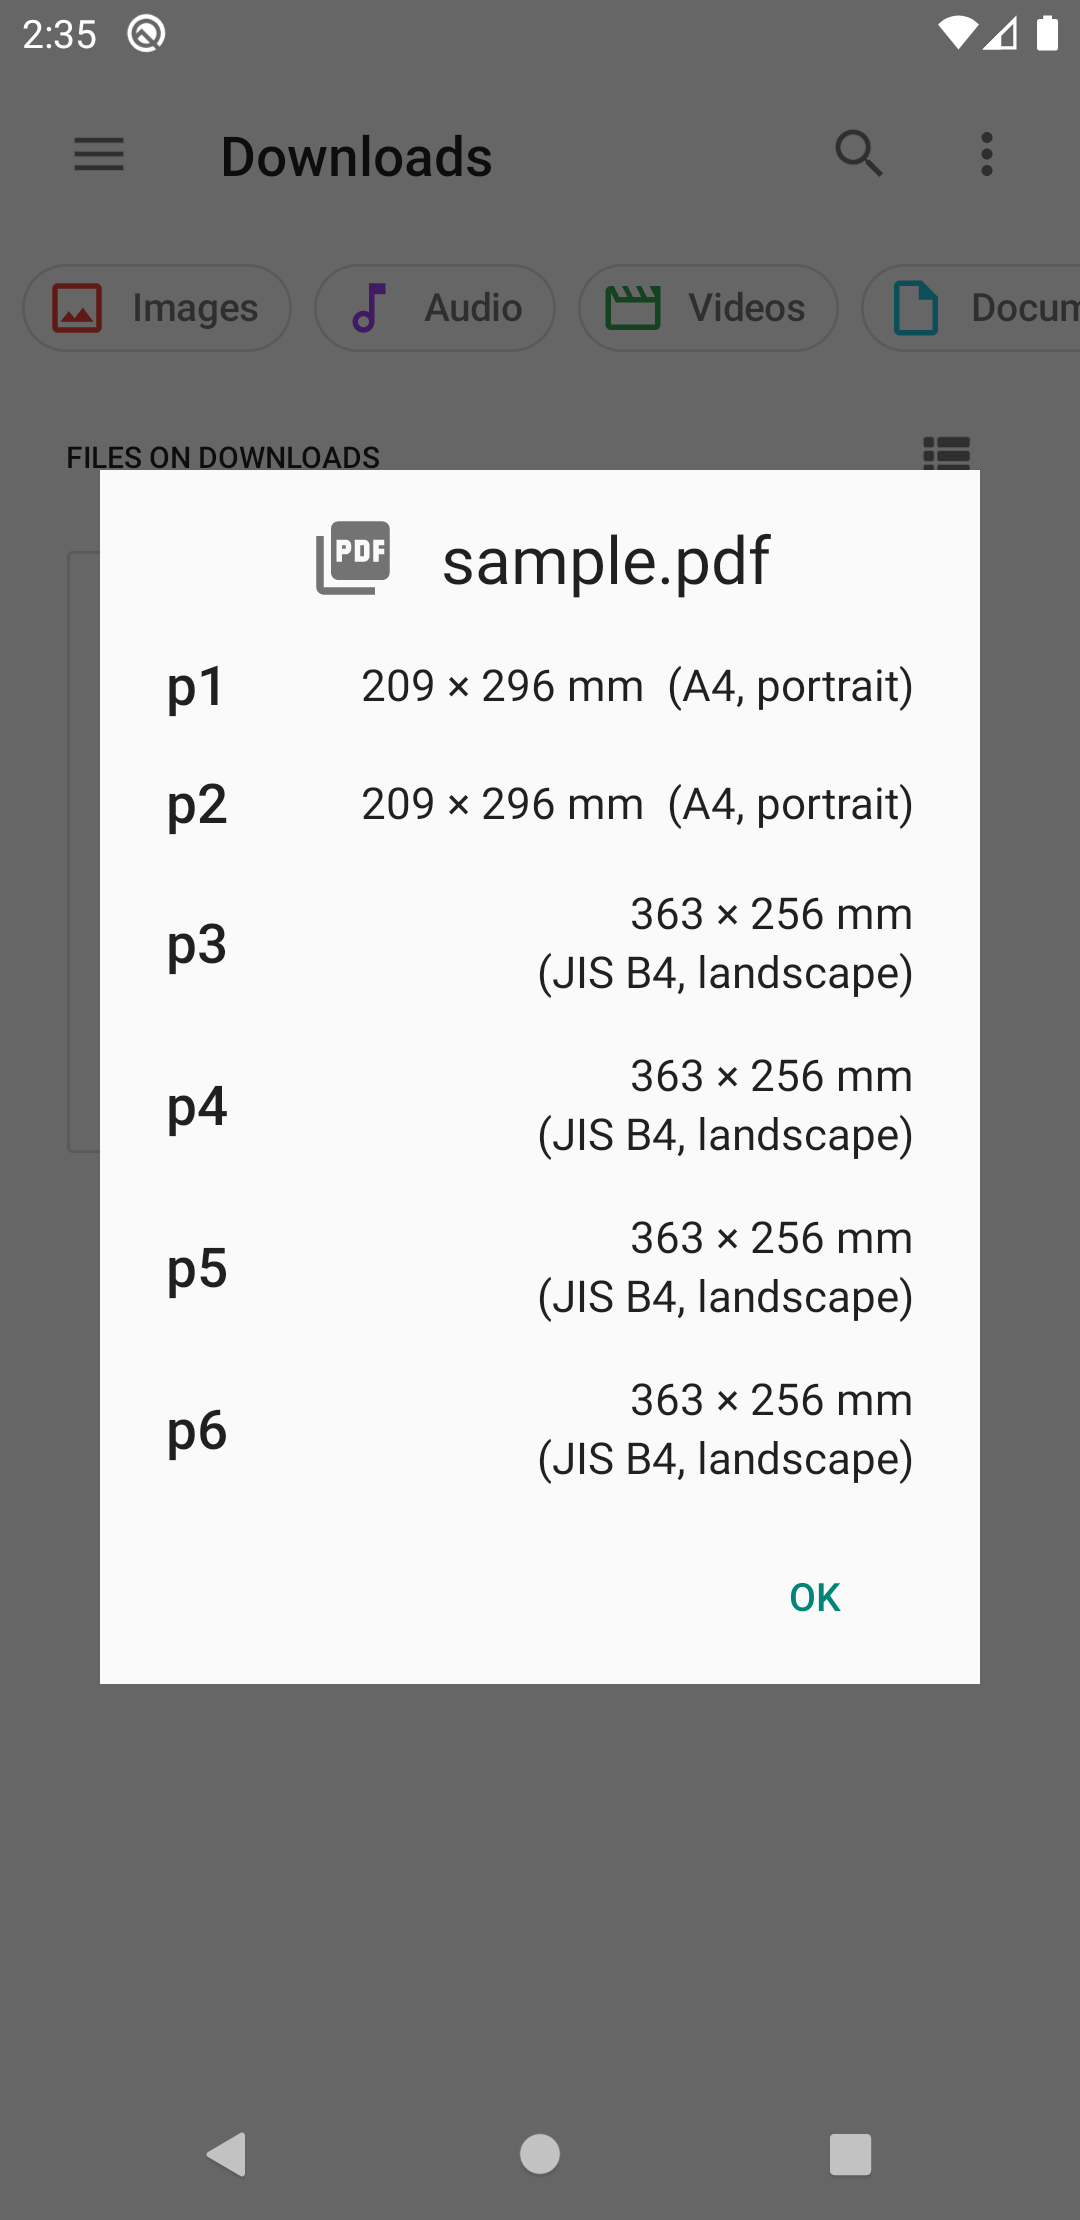 2:35
Downloads
Images
Audio
Videos
Docum
FILES ON DOWNLOADS
PDF
sample.pdf
p1 209 × 296 mm (A4, portrait)
p2 209 × 296 mm (A4, portrait)
p3 363 × 256 mm
(JIS B4, landscape)
p4 363 × 256 mm
(JIS B4, landscape)
p5 363 × 256 mm
(JIS B4, landscape)
p6 363 × 256 mm
(JIS B4, landscape)
OK